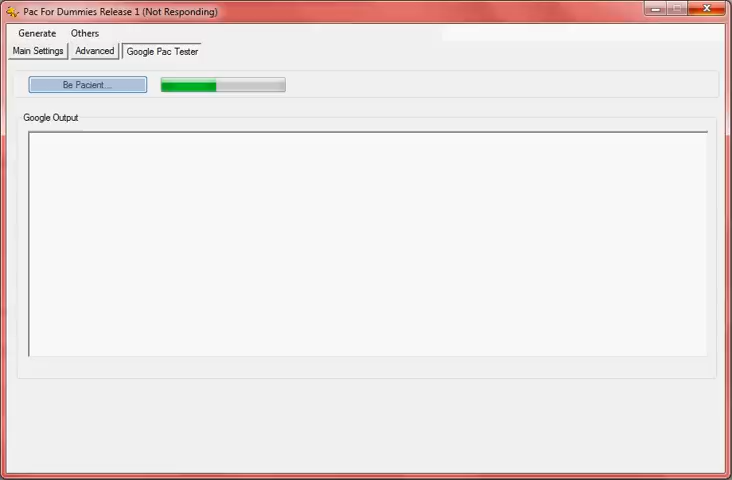 Pac For Dummies Release 1 (Not Responding)
Generate Others
Main Settings Advanced Google Pac Tester
Be Pacient...
Google Output